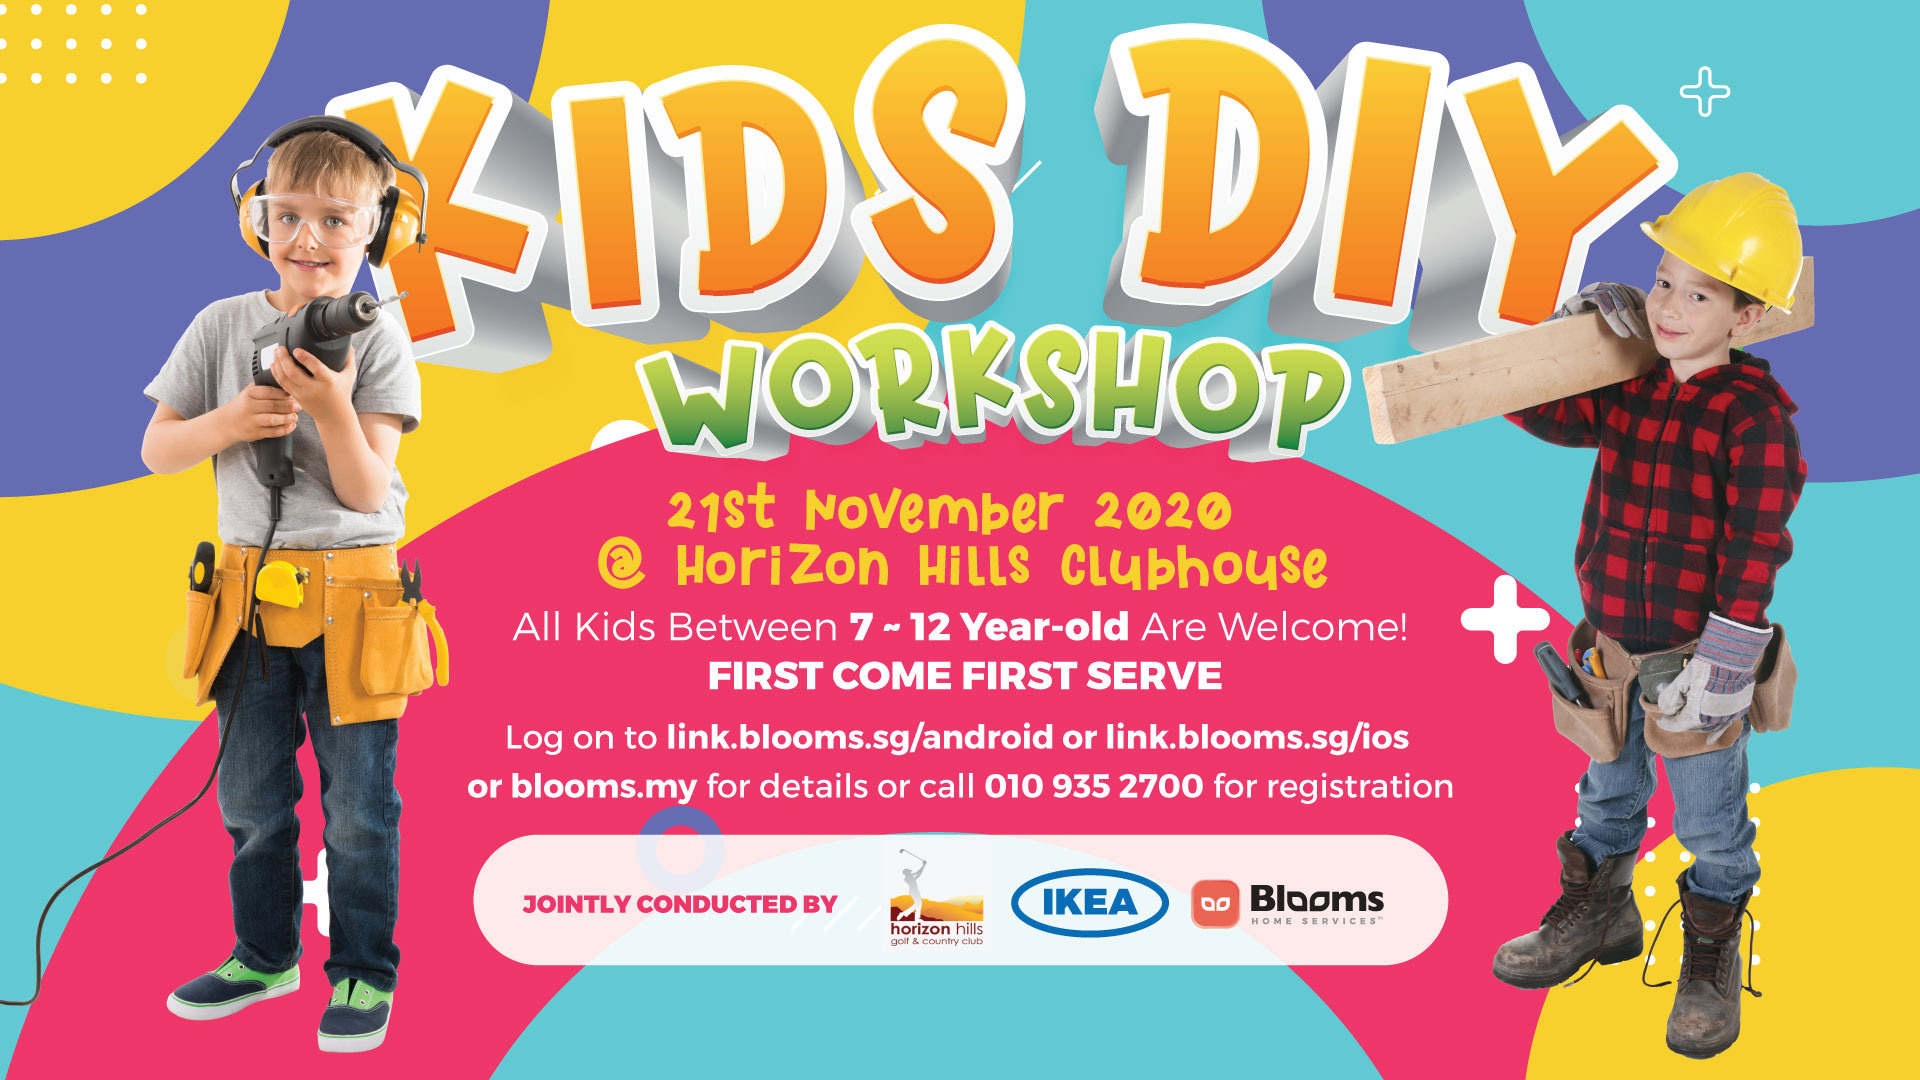 KIDS DIY
WORKSHOP
21st November 2020
@ Horizon Hills Clubhouse
All Kids Between 7 ~ 12 Year-old Are Welcome!
FIRST COME FIRST SERVE
Log on to link.blooms.sg/android or link.blooms.sg/ios
or blooms.my for details or call 010 935 2700 for registration
JOINTLY CONDUCTED BY
horizon hills
golf & country club
IKEA
Blooms
HOME SERVICES